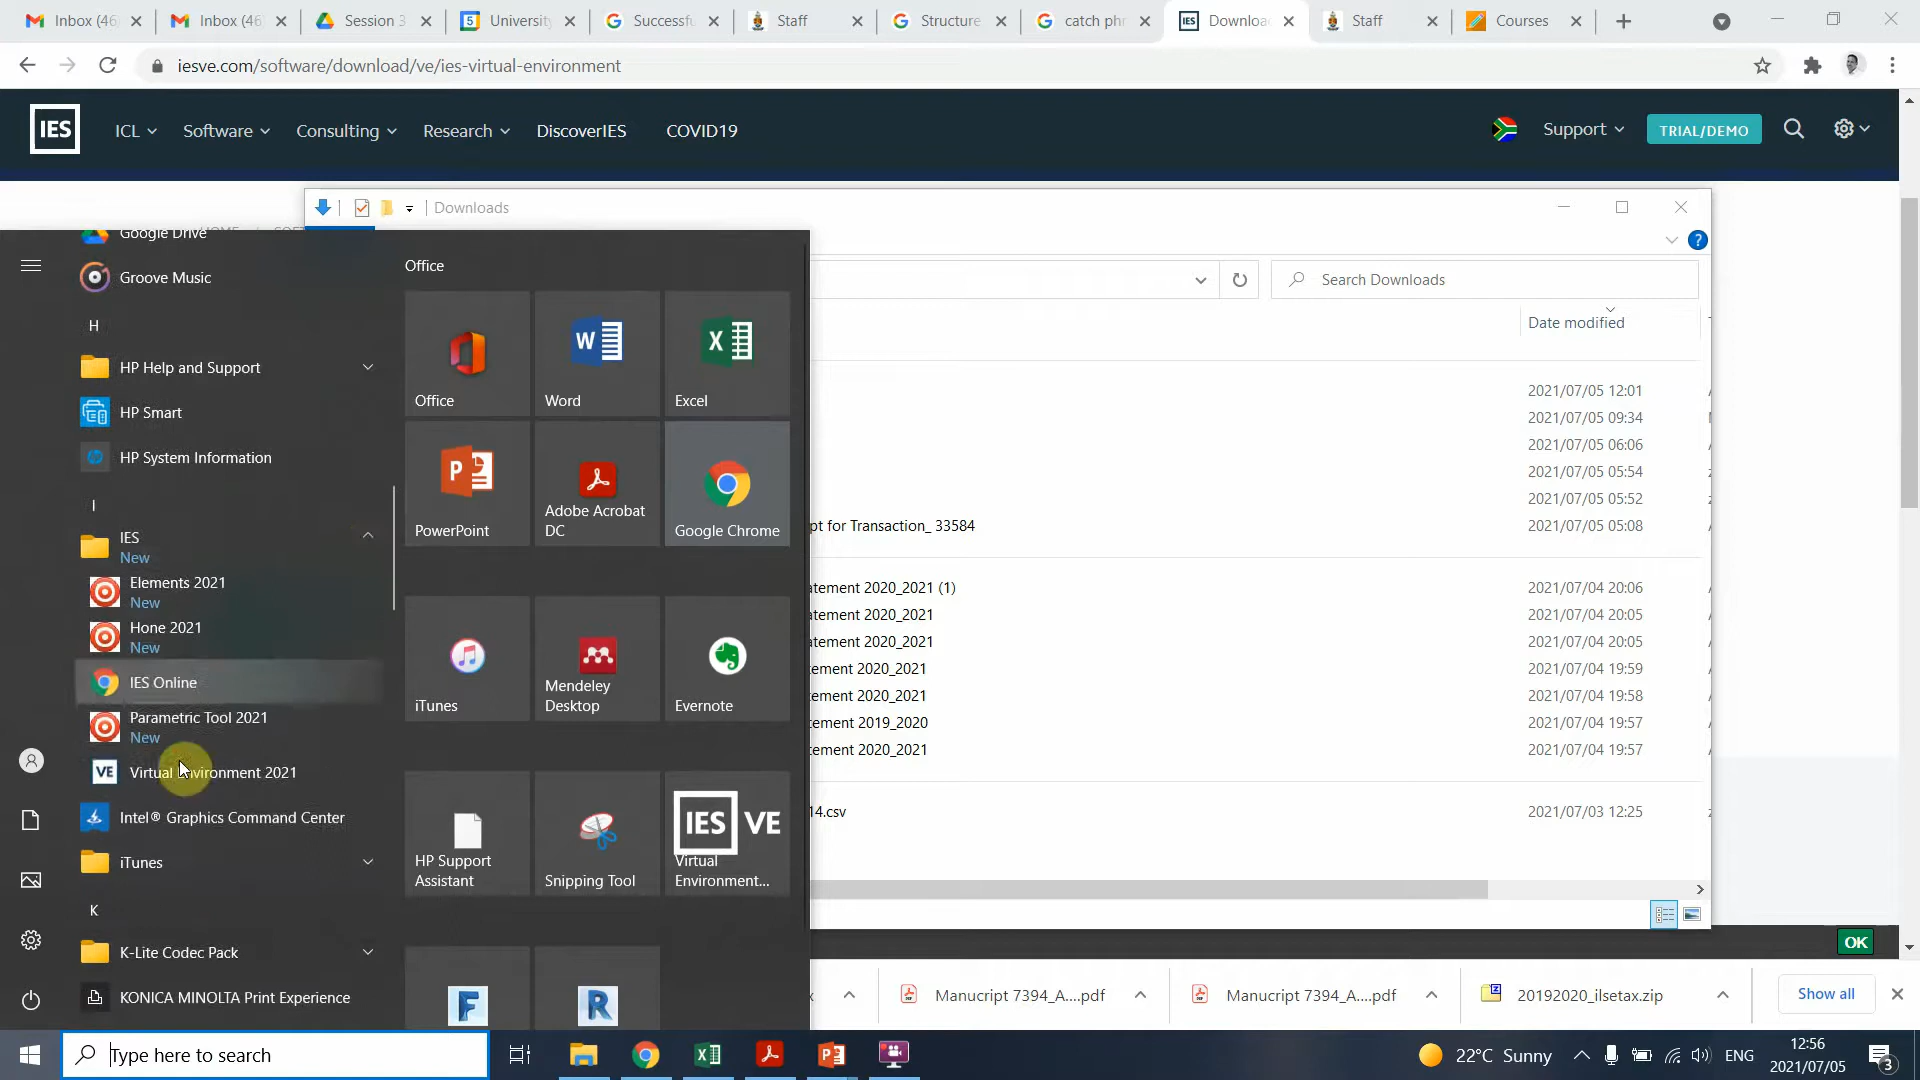 Inbox (46)
Inbox (46
Session 3
University
Successfu
Staff
Structure
catch phr
Downloa
Staff
Courses
iesve.com/software/download/ve/ies-virtual-environment
IES
ICL
Software
Consulting
Research
DiscoverIES
COVID19
Support
TRIAL/DEMO
Downloads
Search Downloads
Date modified
2021/07/05 12:01
2021/07/05 09:34
2021/07/05 06:06
2021/07/05 05:54
2021/07/05 05:52
pt for Transaction_ 33584
2021/07/05 05:08
atement 2020_2021 (1)
2021/07/04 20:06
atement 2020_2021
2021/07/04 20:05
atement 2020_2021
2021/07/04 20:05
tement 2020_2021
2021/07/04 19:59
tement 2020_2021
2021/07/04 19:58
tement 2019_2020
2021/07/04 19:57
tement 2020_2021
2021/07/04 19:57
14.csv
2021/07/03 12:25
Google Drive
Groove Music
H
HP Help and Support
HP Smart
HP System Information
I
IES
New
Elements 2021
New
Hone 2021
New
IES Online
Parametric Tool 2021
New
VE Virtual Environment 2021
Intel® Graphics Command Center
iTunes
K
K-Lite Codec Pack
KONICA MINOLTA Print Experience
Office
Office
Word
Excel
PowerPoint
Adobe Acrobat
DC
Google Chrome
iTunes
Mendeley
Desktop
Evernote
HP Support
Assistant
Snipping Tool
IES VE
Virtual
Environment...
OK
Manucript 7394_A....pdf
Manucript 7394_A....pdf
20192020_ilsetax.zip
Show all
Type here to search
22°C Sunny
ENG
12:56
2021/07/05
3